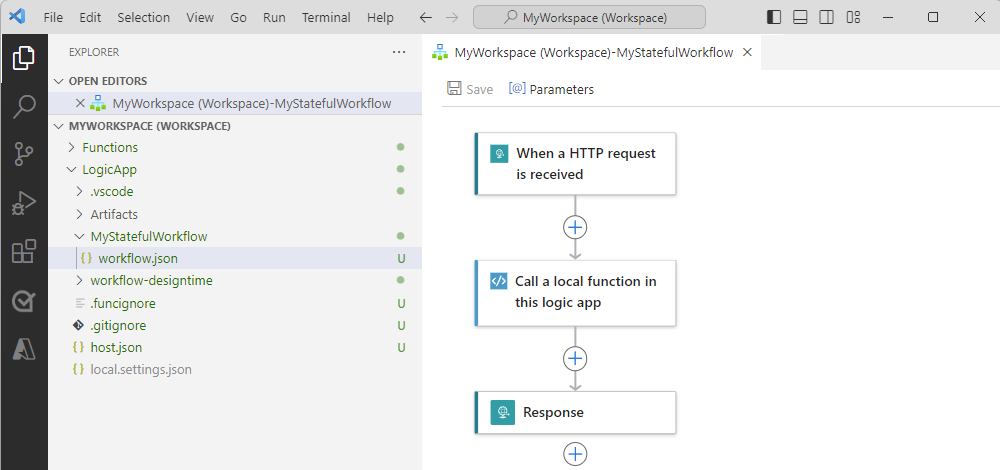 File Edit Selection View Go Run Terminal Help MyWorkspace (Workspace)
EXPLORER
OPEN EDITORS
MyWorkspace (Workspace)-MyStatefulWorkflow
MYWORKSPACE (WORKSPACE)
Functions
LogicApp
.vscode
Artifacts
MyStatefulWorkflow
{} workflow.json U
workflow-designtime
.funcignore U
.gitignore U
{} host.json U
{} local.settings.json
MyWorkspace (Workspace)-MyStatefulWorkflow
Save [@] Parameters
When a HTTP request
is received
Call a local function in
this logic app
Response